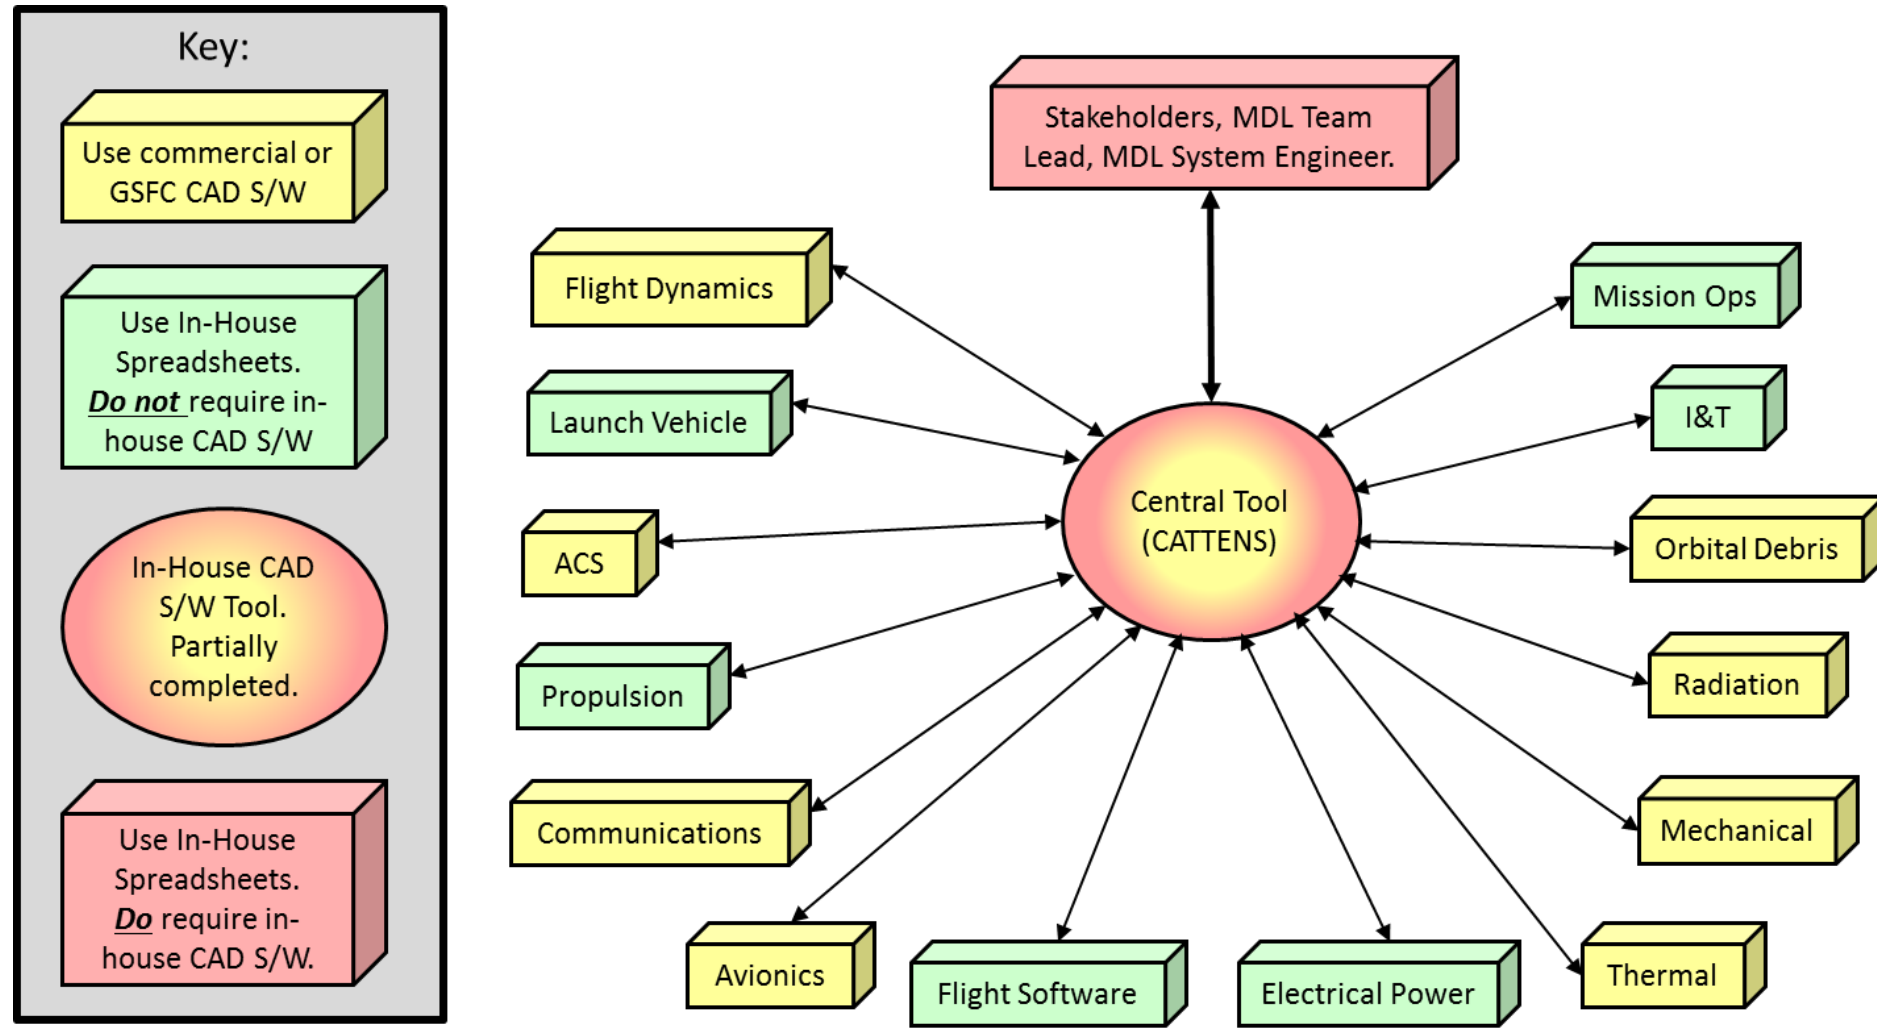 Key:
Use commercial or
GSFC CAD S/W
Use In-House
Spreadsheets.
Do not require in-
house CAD S/W
In-House CAD
S/W Tool.
Partially
completed.
Use In-House
Spreadsheets.
Do require in-
house CAD S/W.
Stakeholders, MDL Team
Lead, MDL System Engineer.
Flight Dynamics
Launch Vehicle
ACS
Propulsion
Communications
Avionics
Flight Software
Electrical Power
Thermal
Mechanical
Radiation
Orbital Debris
I&T
Mission Ops
Central Tool
(CATTENS)